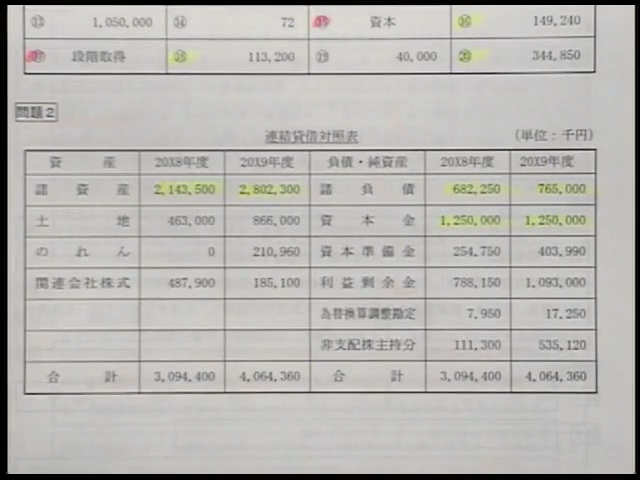 ⑬ 1,050,000 ⑭ 72 ⑮ 資本 ⑯ 149,240
⑰ 段階取得 ⑱ 113,200 ⑲ 40,000 ⑳ 344,850
問題2
連結貸借対照表 (単位:千円)
資産 20X8年度 20X9年度 負債・純資産 20X8年度 20X9年度
諸資産 2,143,500 2,802,300 諸負債 682,250 765,000
土地 463,000 866,000 資本金 1,250,000 1,250,000
のれん 0 210,960 資本準備金 254,750 403,990
関連会社株式 487,900 185,100 利益剰余金 788,150 1,093,000
為替換算調整勘定 7,950 17,250
非支配株主持分 111,300 535,120
合計 3,094,400 4,064,360 合計 3,094,400 4,064,360